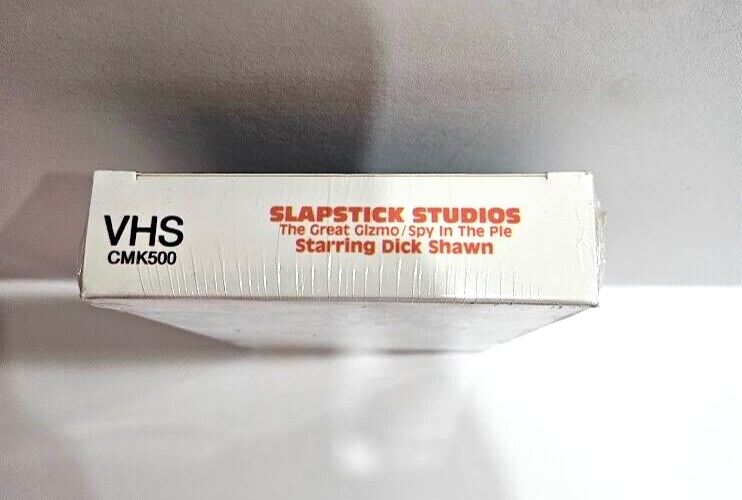 VHS
CMK500
SLAPSTICK STUDIOS
The Great Gizmo/Spy In The Pie
Starring Dick Shawn